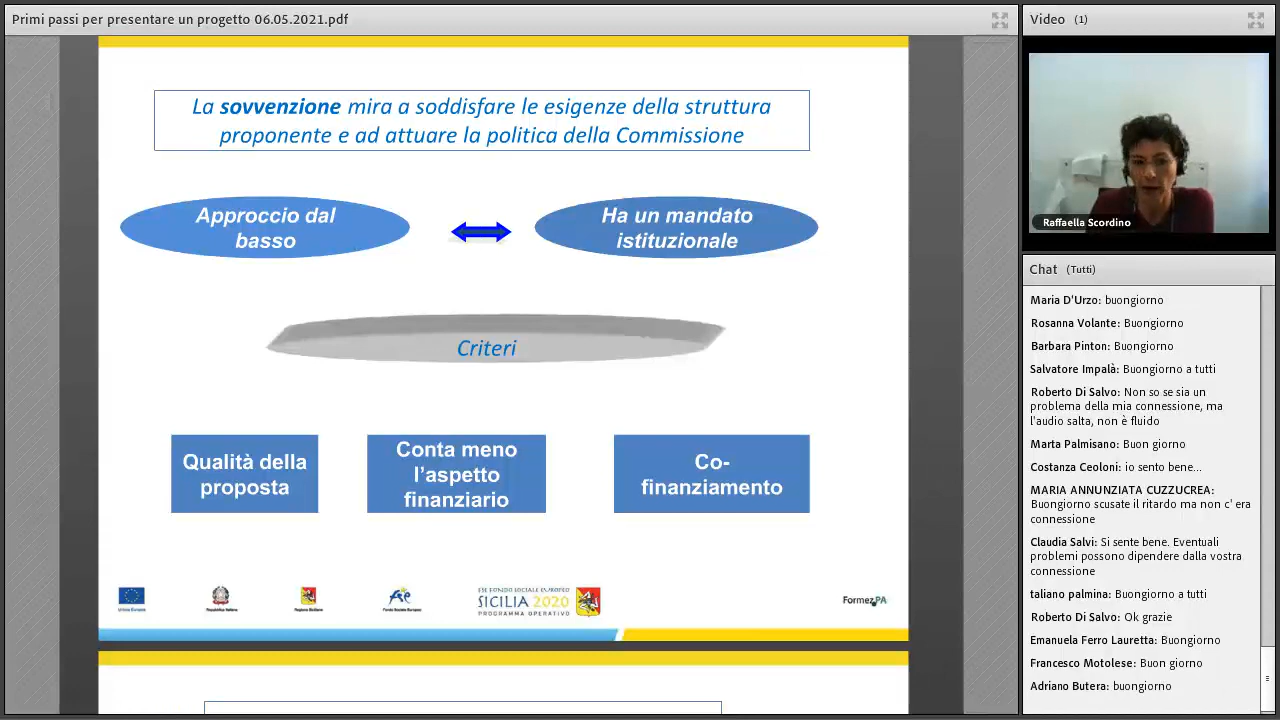 Primi passi per presentare un progetto 06.05.2021.pdf
La sovvenzione mira a soddisfare le esigenze della struttura
proponente e ad attuare la politica della Commissione
Approccio dal
basso
Ha un mandato
istituzionale
Criteri
Qualità della
proposta
Conta meno
l'aspetto
finanziario
Co-
finanziamento
Unione Europea
Repubblica Italiana
Regione Siciliana
Fondo Sociale Europeo
FSE FONDO SOCIALE EUROPEO
SICILIA 2020
PROGRAMMA OPERATIVO
FormezPA
Video (1)
Raffaella Scordino
Chat (Tutti)
Maria D'Urzo: buongiorno
Rosanna Volante: Buongiorno
Barbara Pinton: Buongiorno
Salvatore Impalà: Buongiorno a tutti
Roberto Di Salvo: Non so se sia un
problema della mia connessione, ma
l'audio salta, non è fluido
Marta Palmisano: Buon giorno
Costanza Ceoloni: io sento bene...
MARIA ANNUNZIATA CUZZUCREA:
Buongiorno scusate il ritardo ma non c' era
connessione
Claudia Salvi: Si sente bene. Eventuali
problemi possono dipendere dalla vostra
connessione
taliano palmina: Buongiorno a tutti
Roberto Di Salvo: Ok grazie
Emanuela Ferro Lauretta: Buongiorno
Francesco Motolese: Buon giorno
Adriano Butera: buongiorno